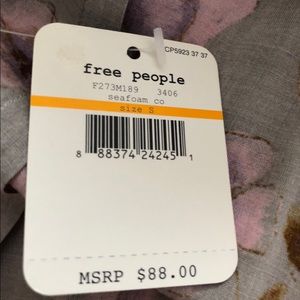 CP5923 37 37
free people
F273M189 3406
seafoam co
size S
8 88374 24245 1
MSRP $88.00